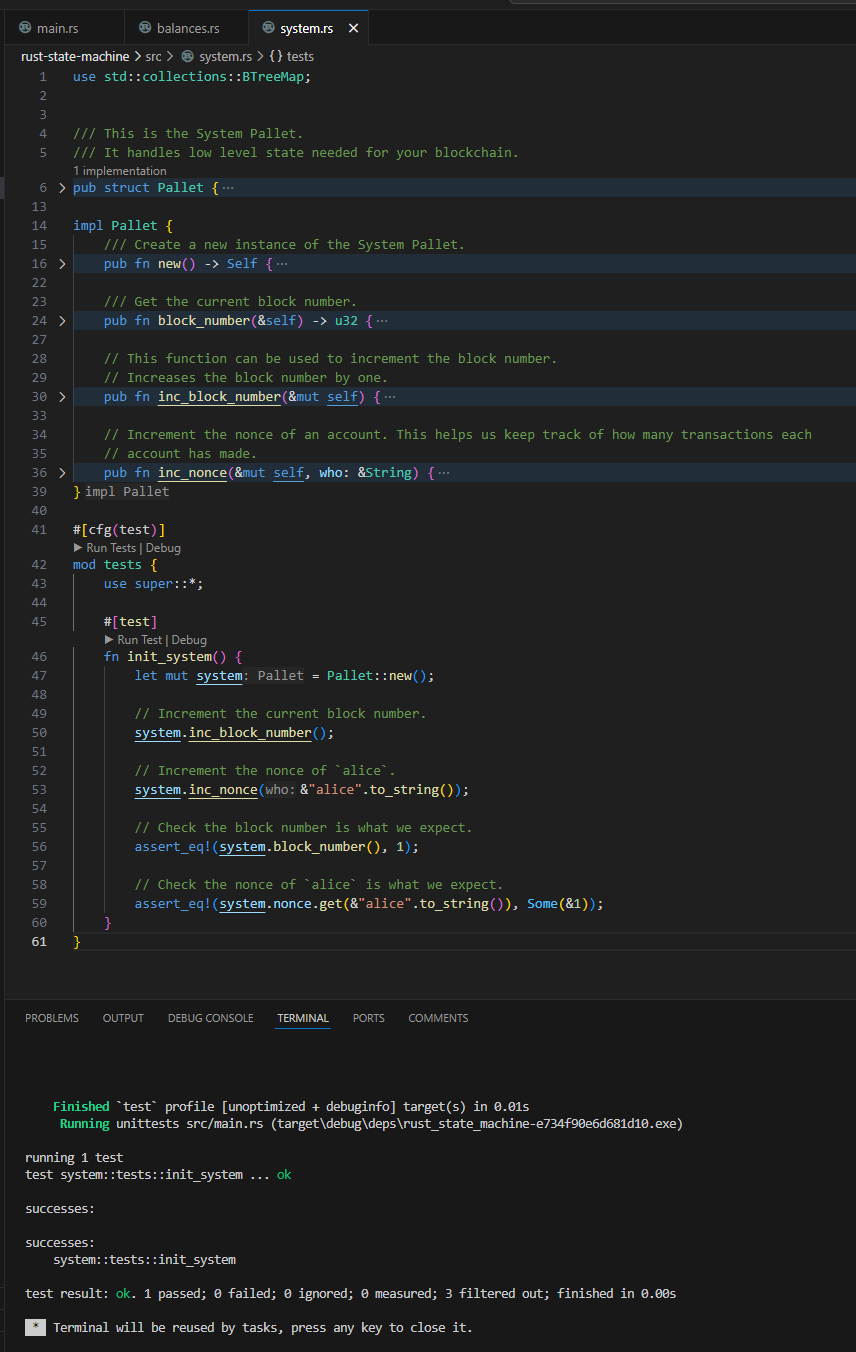 main.rs balances.rs system.rs
rust-state-machine > src > system.rs > {} tests
1 use std::collections::BTreeMap;
2
3
4 /// This is the System Pallet.
5 /// It handles low level state needed for your blockchain.
1 implementation
6 pub struct Pallet { ···
13
14 impl Pallet {
15 /// Create a new instance of the System Pallet.
16 pub fn new() -> Self { ···
22
23 /// Get the current block number.
24 pub fn block_number(&self) -> u32 { ···
27
28 // This function can be used to increment the block number.
29 // Increases the block number by one.
30 pub fn inc_block_number(&mut self) { ···
33
34 // Increment the nonce of an account. This helps us keep track of how many transactions each
35 // account has made.
36 pub fn inc_nonce(&mut self, who: &String) { ···
39 } impl Pallet
40
41 #[cfg(test)]
Run Tests | Debug
42 mod tests {
43 use super::*;
44
45 #[test]
Run Test | Debug
46 fn init_system() {
47 let mut system: Pallet = Pallet::new();
48
49 // Increment the current block number.
50 system.inc_block_number();
51
52 // Increment the nonce of `alice`.
53 system.inc_nonce(who: &"alice".to_string());
54
55 // Check the block number is what we expect.
56 assert_eq!(system.block_number(), 1);
57
58 // Check the nonce of `alice` is what we expect.
59 assert_eq!(system.nonce.get(&"alice".to_string()), Some(&1));
60 }
61 }
PROBLEMS OUTPUT DEBUG CONSOLE TERMINAL PORTS COMMENTS
Finished `test` profile [unoptimized + debuginfo] target(s) in 0.01s
Running unittests src/main.rs (target\debug\deps\rust_state_machine-e734f90e6d681d10.exe)
running 1 test
test system::tests::init_system ... ok
successes:
successes:
system::tests::init_system
test result: ok. 1 passed; 0 failed; 0 ignored; 0 measured; 3 filtered out; finished in 0.00s
* Terminal will be reused by tasks, press any key to close it.